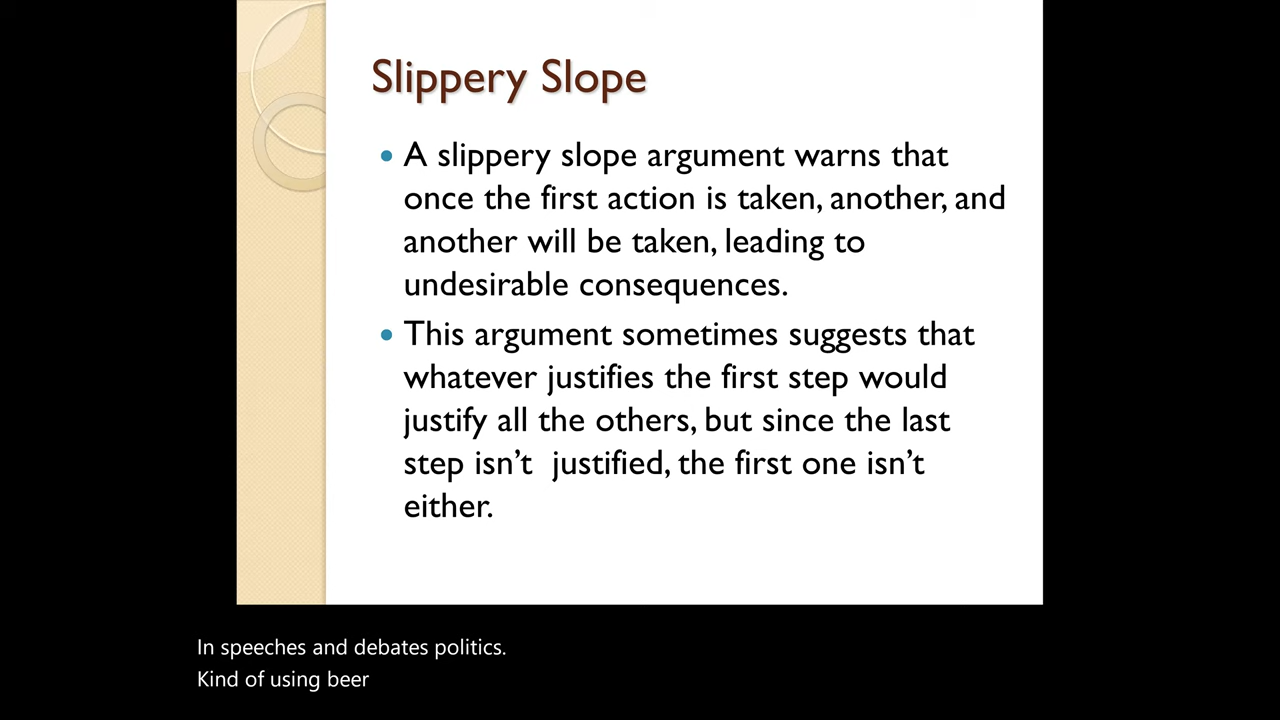 Slippery Slope
• A slippery slope argument warns that
once the first action is taken, another, and
another will be taken, leading to
undesirable consequences.
• This argument sometimes suggests that
whatever justifies the first step would
justify all the others, but since the last
step isn't  justified, the first one isn't
either.
In speeches and debates politics.
Kind of using beer